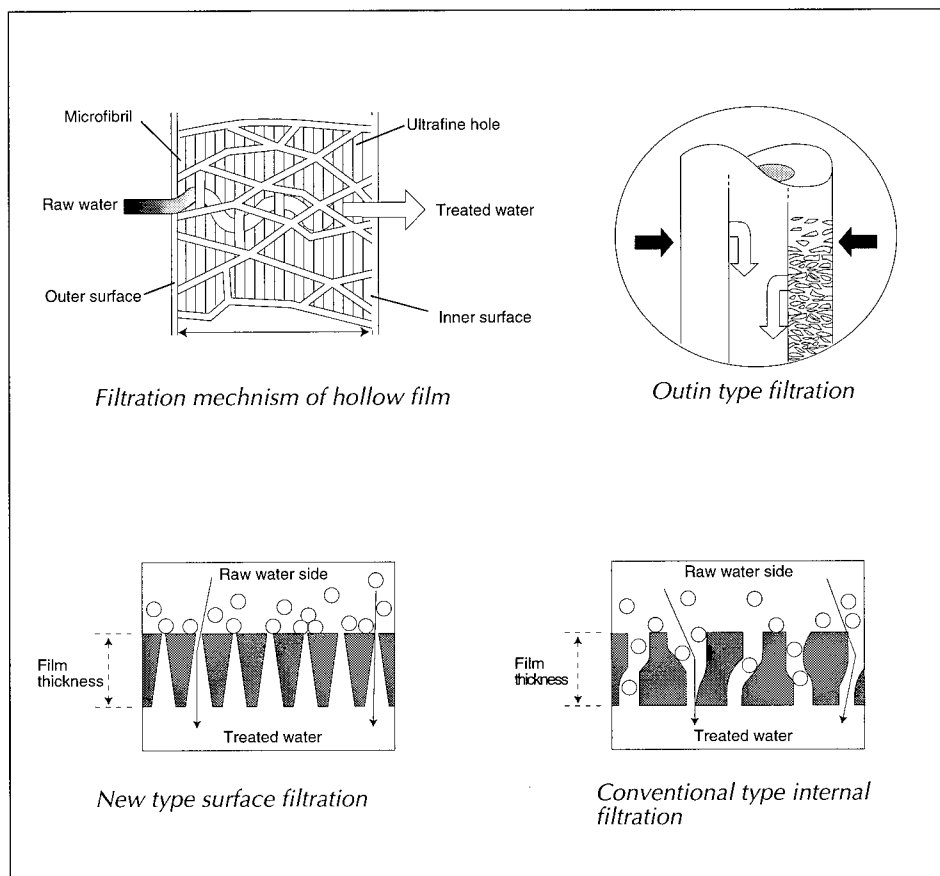 Microfibril
Ultrafine hole
Raw water
Treated water
Outer surface
Inner surface
Filtration mechnism of hollow film
Outin type filtration
Raw water side
Film
thickness
Treated water
New type surface filtration
Raw water side
Film
thickness
Treated water
Conventional type internal
filtration